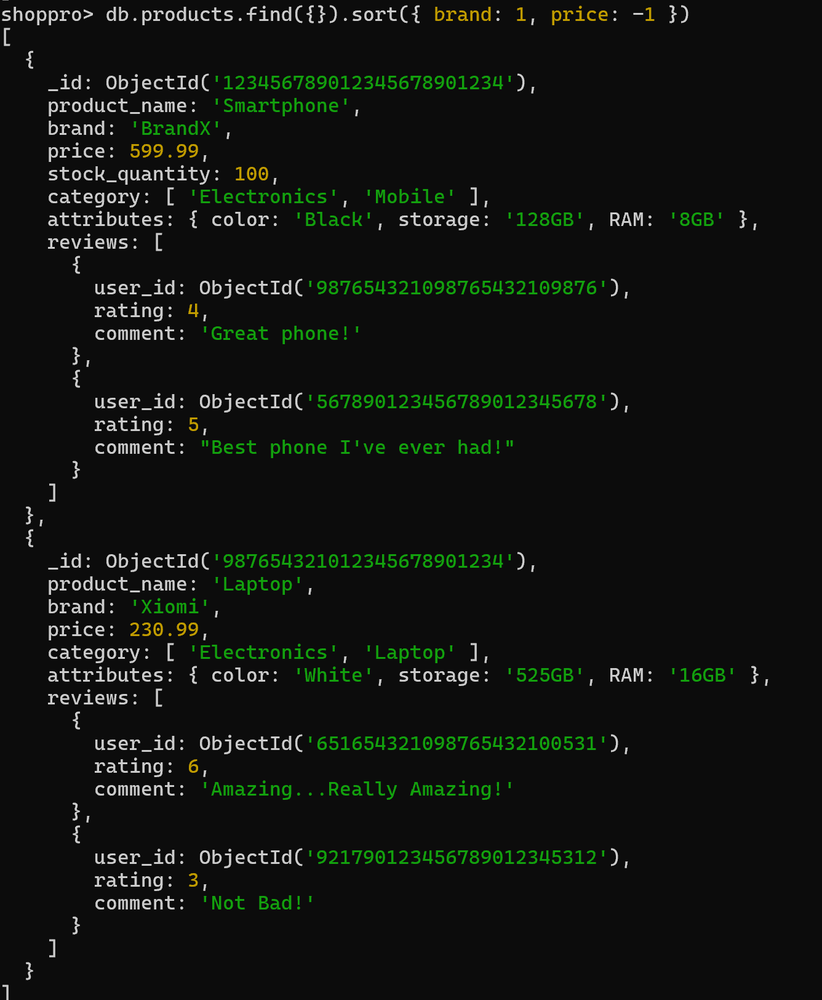 shoppro> db.products.find({}).sort({ brand: 1, price: -1 })
[
  {
    _id: ObjectId('123456789012345678901234'),
    product_name: 'Smartphone',
    brand: 'BrandX',
    price: 599.99,
    stock_quantity: 100,
    category: [ 'Electronics', 'Mobile' ],
    attributes: { color: 'Black', storage: '128GB', RAM: '8GB' },
    reviews: [
      {
        user_id: ObjectId('987654321098765432109876'),
        rating: 4,
        comment: 'Great phone!'
      },
      {
        user_id: ObjectId('567890123456789012345678'),
        rating: 5,
        comment: "Best phone I've ever had!"
      }
    ]
  },
  {
    _id: ObjectId('987654321012345678901234'),
    product_name: 'Laptop',
    brand: 'Xiomi',
    price: 230.99,
    category: [ 'Electronics', 'Laptop' ],
    attributes: { color: 'White', storage: '525GB', RAM: '16GB' },
    reviews: [
      {
        user_id: ObjectId('651654321098765432100531'),
        rating: 6,
        comment: 'Amazing...Really Amazing!'
      },
      {
        user_id: ObjectId('921790123456789012345312'),
        rating: 3,
        comment: 'Not Bad!'
      }
    ]
  }
]